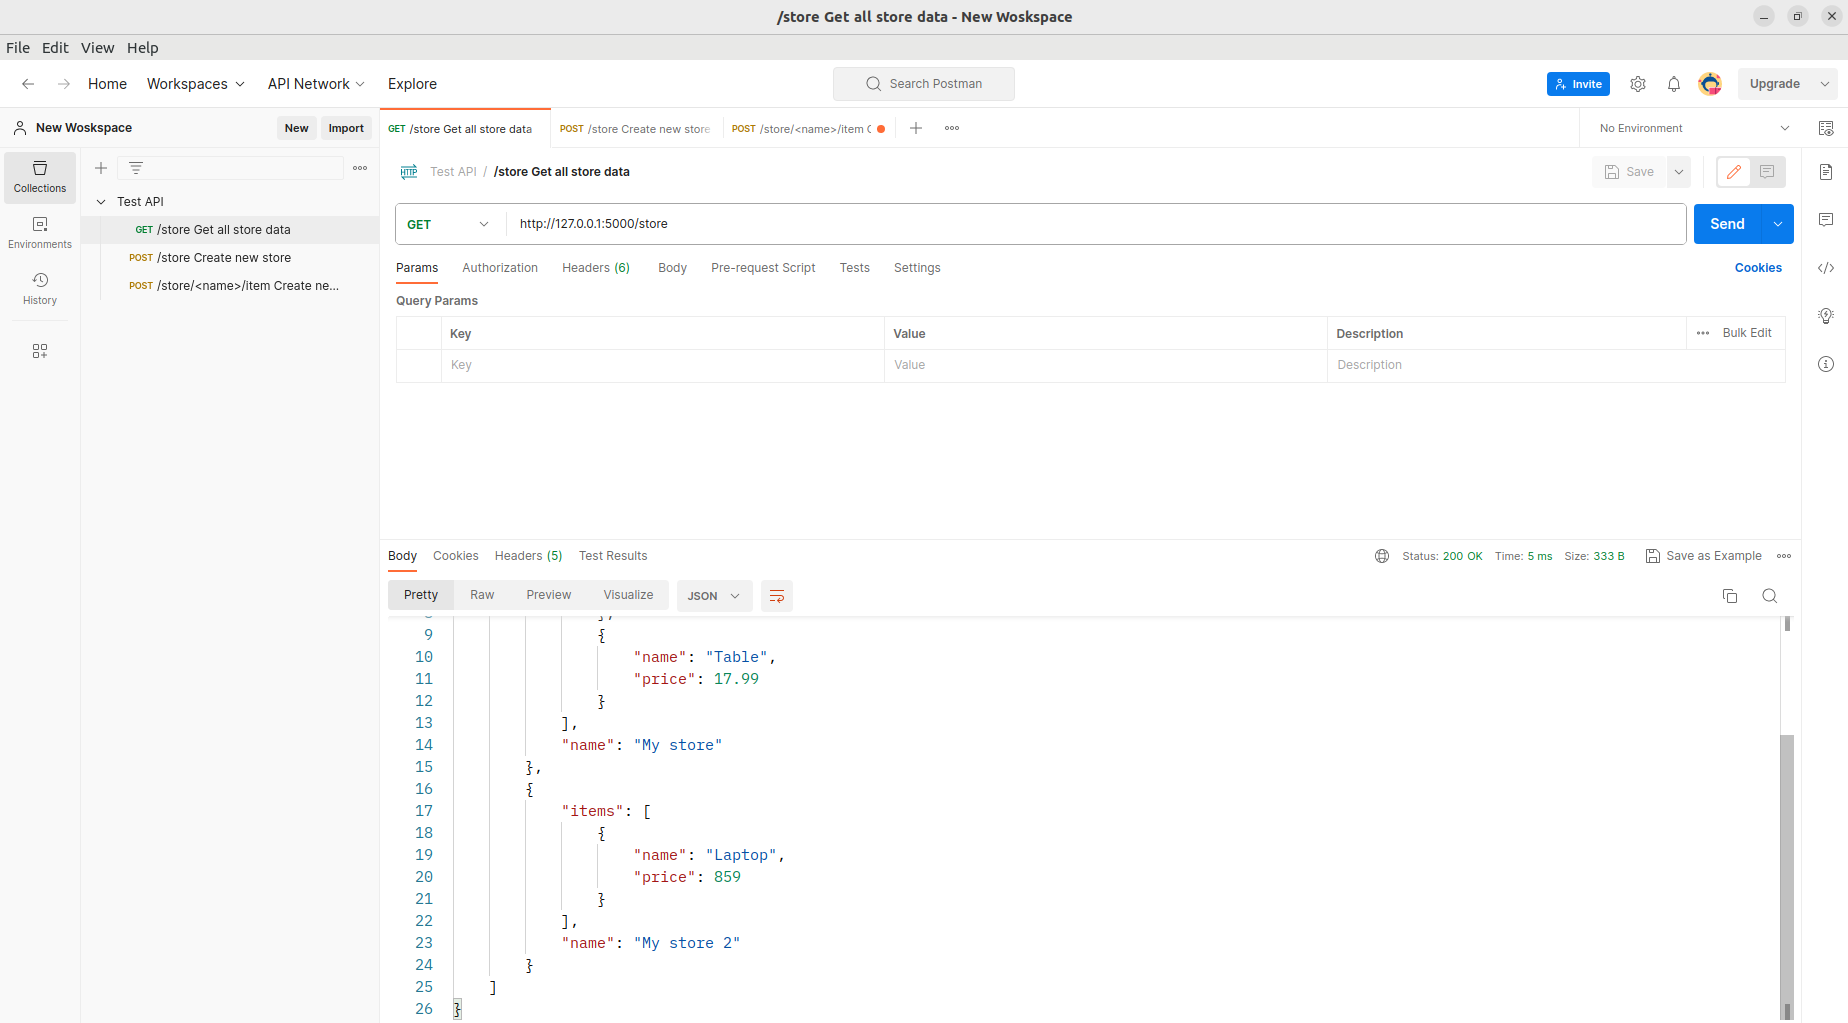 /store Get all store data - New Woskspace
File Edit View Help
Home Workspaces API Network Explore Search Postman Invite Upgrade
New Woskspace New Import
GET /store Get all store data POST /store Create new store POST /store/<name>/item No Environment
Collections
Environments
History
Test API
GET /store Get all store data
POST /store Create new store
POST /store/<name>/item Create ne...
HTTP Test API / /store Get all store data Save
GET http://127.0.0.1:5000/store Send
Params Authorization Headers (6) Body Pre-request Script Tests Settings Cookies
Query Params
Key Value Description Bulk Edit
Key Value Description
Body Cookies Headers (5) Test Results Status: 200 OK Time: 5 ms Size: 333 B Save as Example
Pretty Raw Preview Visualize JSON
9 {
10 "name": "Table",
11 "price": 17.99
12 }
13 ],
14 "name": "My store"
15 },
16 {
17 "items": [
18 {
19 "name": "Laptop",
20 "price": 859
21 }
22 ],
23 "name": "My store 2"
24 }
25 ]
26 }